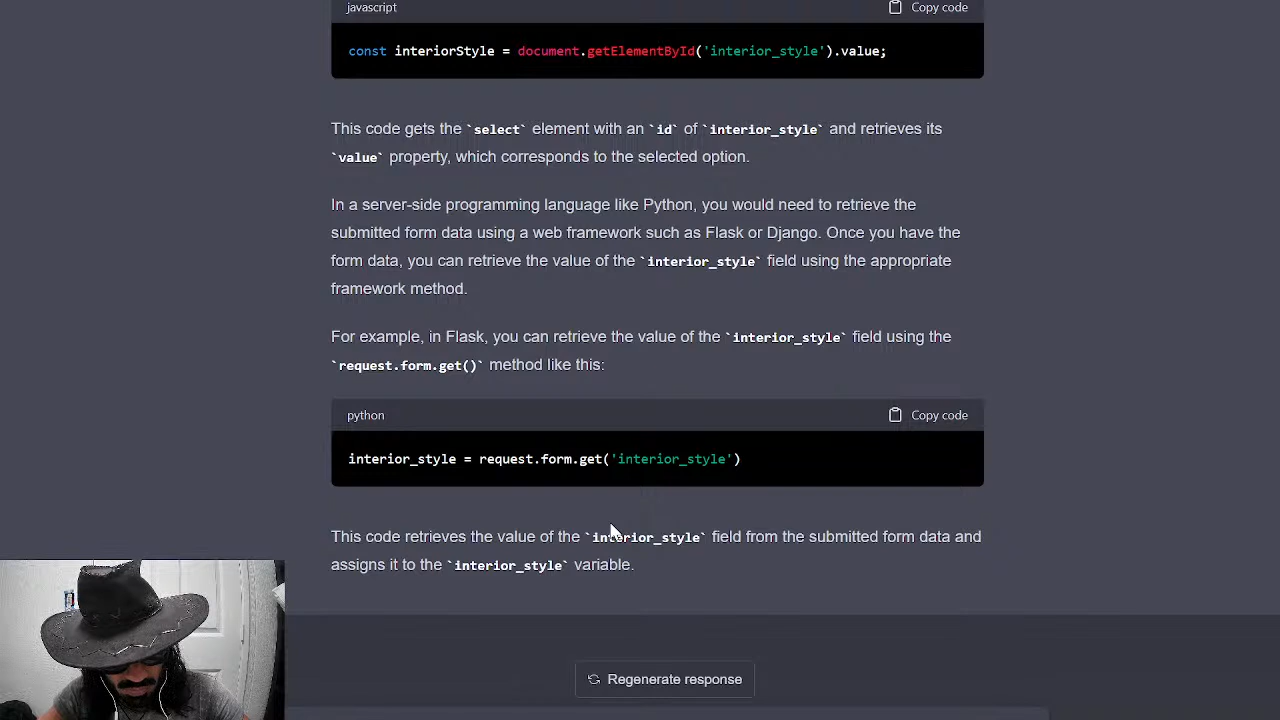 javascript
Copy code
const interiorStyle = document.getElementById('interior_style').value;
This code gets the `select` element with an `id` of `interior_style` and retrieves its
`value` property, which corresponds to the selected option.
In a server-side programming language like Python, you would need to retrieve the
submitted form data using a web framework such as Flask or Django. Once you have the
form data, you can retrieve the value of the `interior_style` field using the appropriate
framework method.
For example, in Flask, you can retrieve the value of the `interior_style` field using the
`request.form.get()` method like this:
python
Copy code
interior_style = request.form.get('interior_style')
This code retrieves the value of the `interior_style` field from the submitted form data and
assigns it to the `interior_style` variable.
Regenerate response